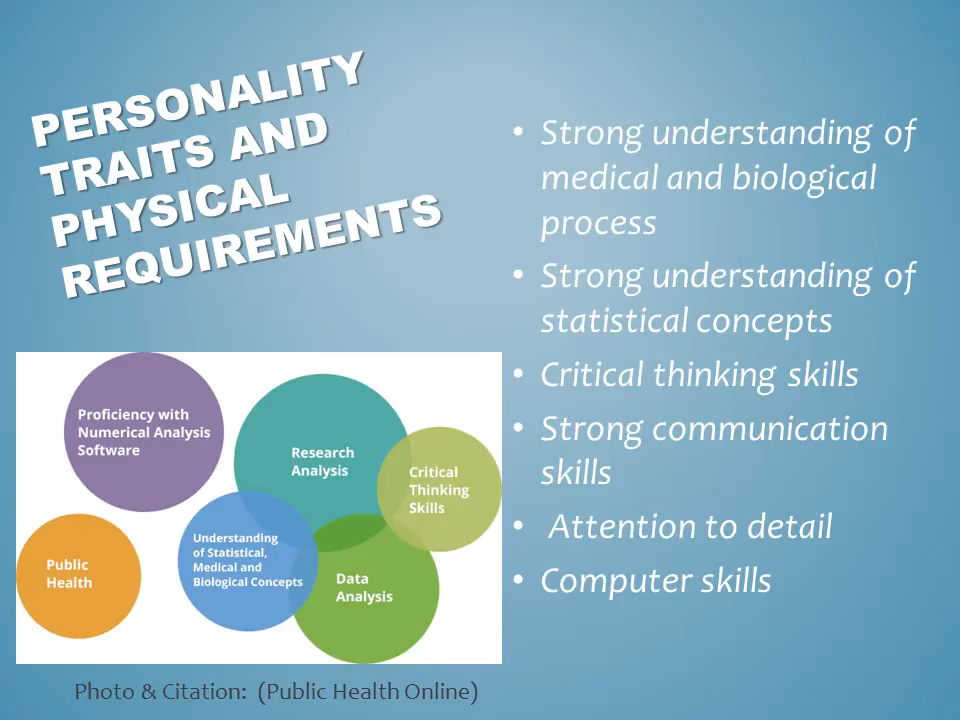 PERSONALITY
TRAITS AND
PHYSICAL
REQUIREMENTS
• Strong understanding of
medical and biological
process
• Strong understanding of
statistical concepts
• Critical thinking skills
• Strong communication
skills
• Attention to detail
• Computer skills
Proficiency with
Numerical Analysis
Software
Research
Analysis
Critical
Thinking
Skills
Public
Health
Understanding
of Statistical,
Medical and
Biological Concepts
Data
Analysis
Photo & Citation: (Public Health Online)